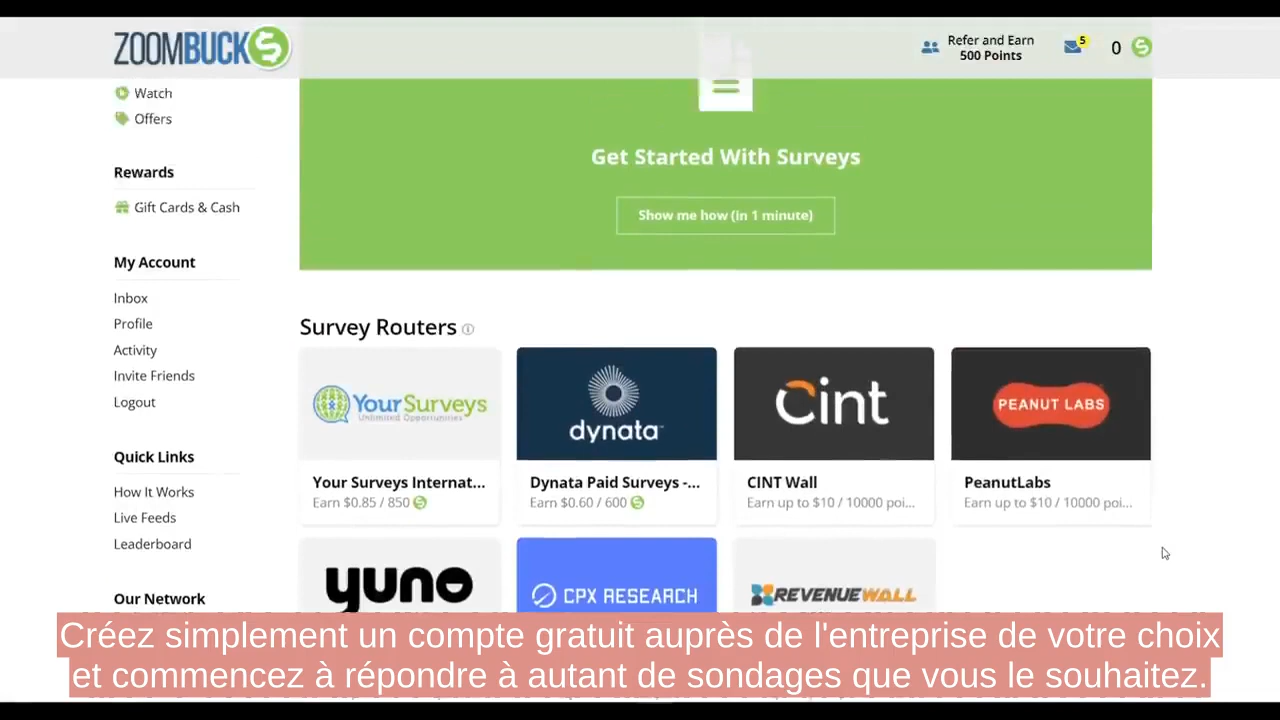 ZOOMBUCK$
Refer and Earn
500 Points
5
0
Watch
Offers
Rewards
Gift Cards & Cash
My Account
Inbox
Profile
Activity
Invite Friends
Logout
Quick Links
How It Works
Live Feeds
Leaderboard
Our Network
Get Started With Surveys
Show me how (in 1 minute)
Survey Routers
YourSurveys
Unlimited Opportunities
dynata
Cint
PEANUT LABS
Your Surveys Internat...
Earn $0.85 / 850
Dynata Paid Surveys -...
Earn $0.60 / 600
CINT Wall
Earn up to $10 / 10000 poi...
PeanutLabs
Earn up to $10 / 10000 poi...
yuno
CPX RESEARCH
REVENUEWALL
Créez simplement un compte gratuit auprès de l'entreprise de votre choix
et commencez à répondre à autant de sondages que vous le souhaitez.